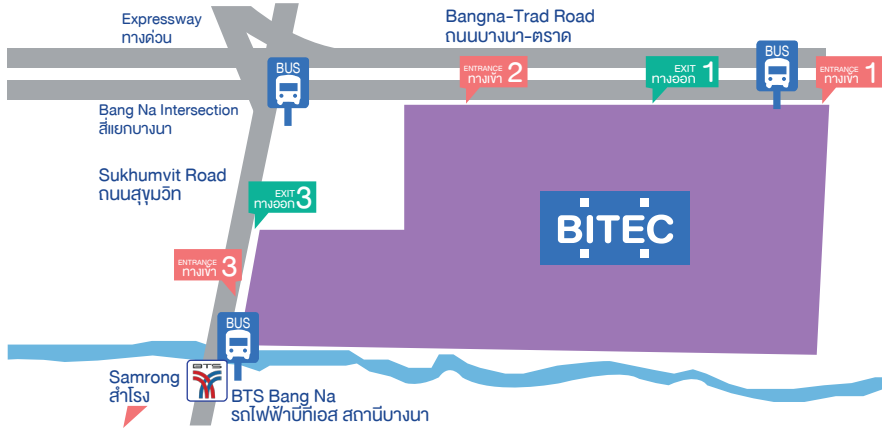 Expressway
ทางด่วน
Bangna-Trad Road
ถนนบางนา-ตราด
BUS
ENTRANCE
ทางเข้า 2
EXIT
ทางออก 1
BUS
ENTRANCE
ทางเข้า 1
Bang Na Intersection
สี่แยกบางนา
Sukhumvit Road
ถนนสุขุมวิท
EXIT
ทางออก 3
BITEC
ENTRANCE
ทางเข้า 3
BUS
BTS
Samrong
สำโรง
BTS Bang Na
รถไฟฟ้าบีทีเอส สถานีบางนา